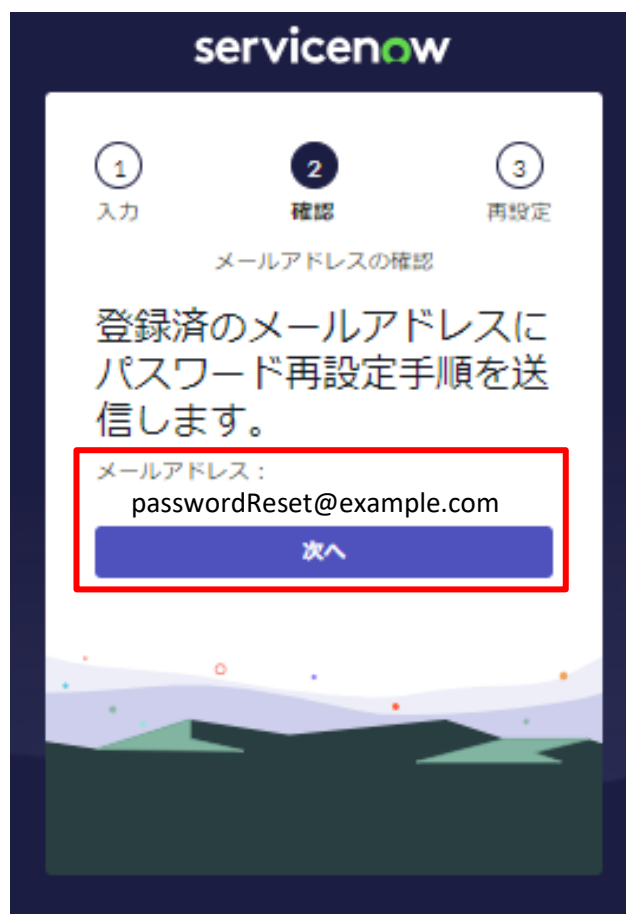 servicenow
1 2 3
入力 確認 再設定
メールアドレスの確認
登録済のメールアドレスに
パスワード再設定手順を送
信します。
メールアドレス：
passwordReset@example.com
次へ